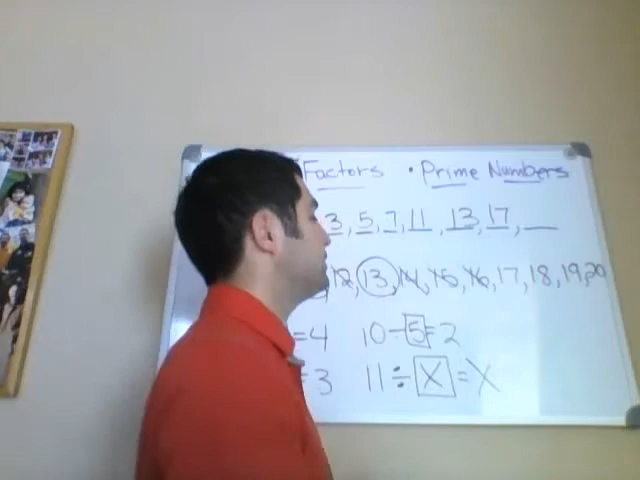 Factors • Prime Numbers
3, 5, 7, 11, 13, 17, __
12, 13, 14, 15, 16, 17, 18, 19, 20
=4 10÷5=2
=3 11÷X=X